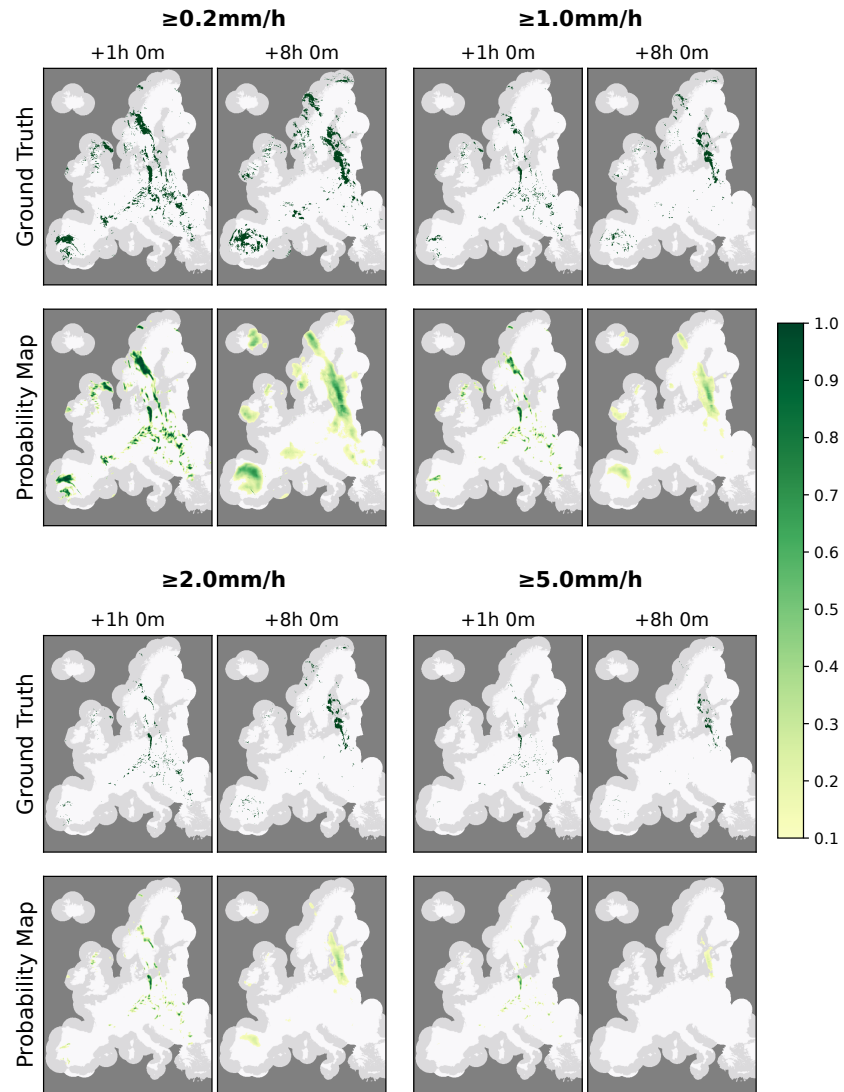 ≥0.2mm/h ≥1.0mm/h
+1h 0m +8h 0m +1h 0m +8h 0m
Ground Truth
Probability Map
1.0
0.9
0.8
0.7
0.6
0.5
0.4
0.3
0.2
0.1
≥2.0mm/h ≥5.0mm/h
+1h 0m +8h 0m +1h 0m +8h 0m
Ground Truth
Probability Map